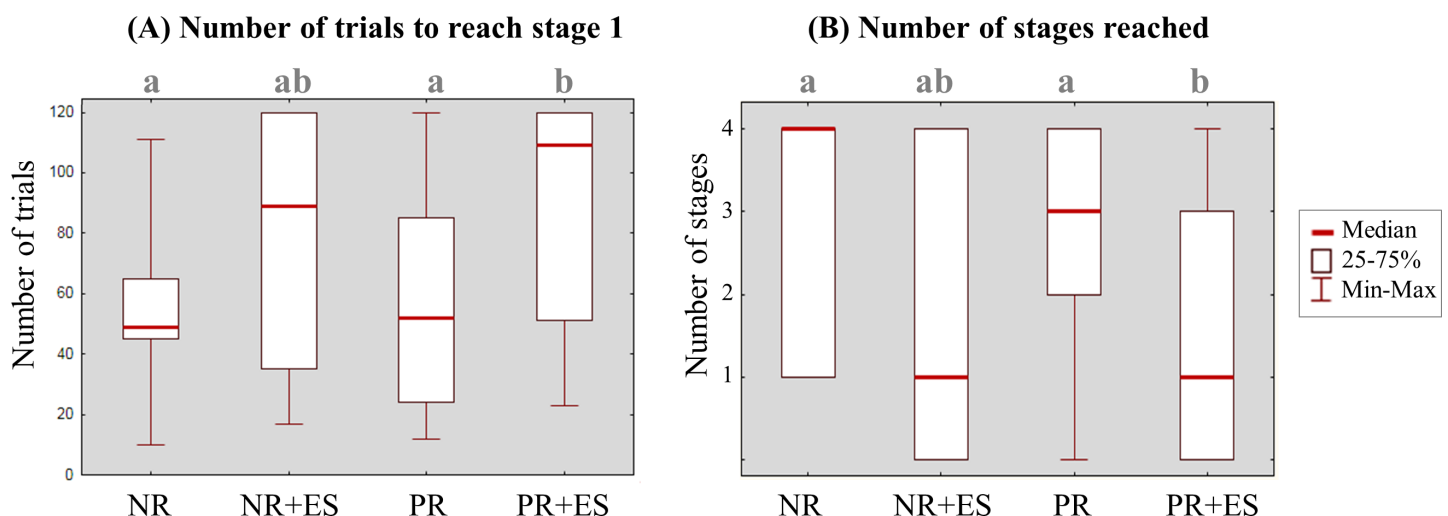 (A) Number of trials to reach stage 1
a ab a b
Number of trials
120
100
80
60
40
20
0
NR NR+ES PR PR+ES
(B) Number of stages reached
a ab a b
Number of stages
4
3
2
1
NR NR+ES PR PR+ES
Median
25-75%
Min-Max